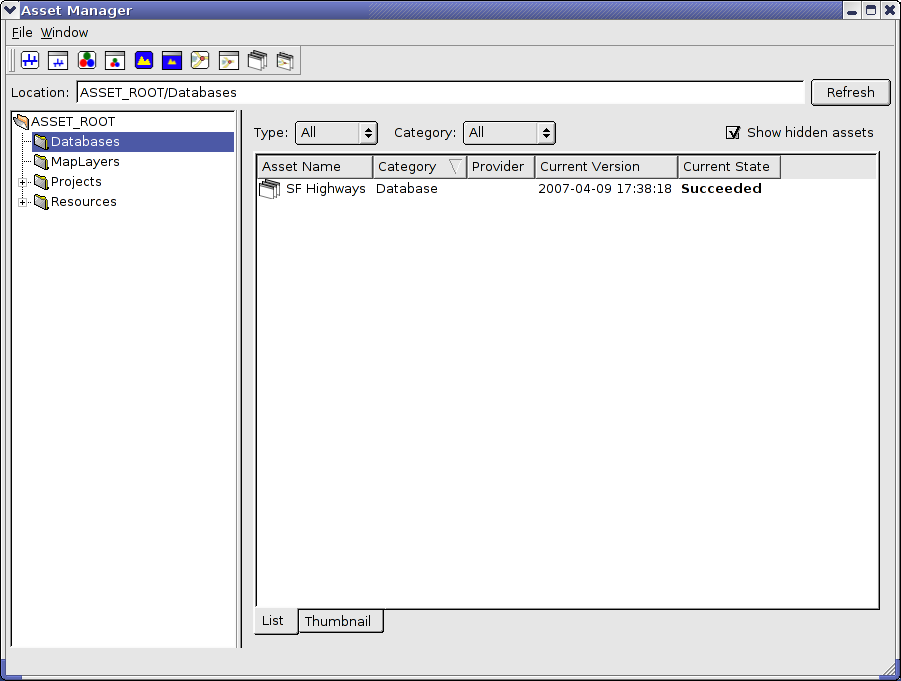 Asset Manager
File Window
Location: ASSET_ROOT/Databases Refresh
ASSET_ROOT
Databases
MapLayers
Projects
Resources
Type: All Category: All Show hidden assets
Asset Name Category Provider Current Version Current State
SF Highways Database 2007-04-09 17:38:18 Succeeded
List Thumbnail